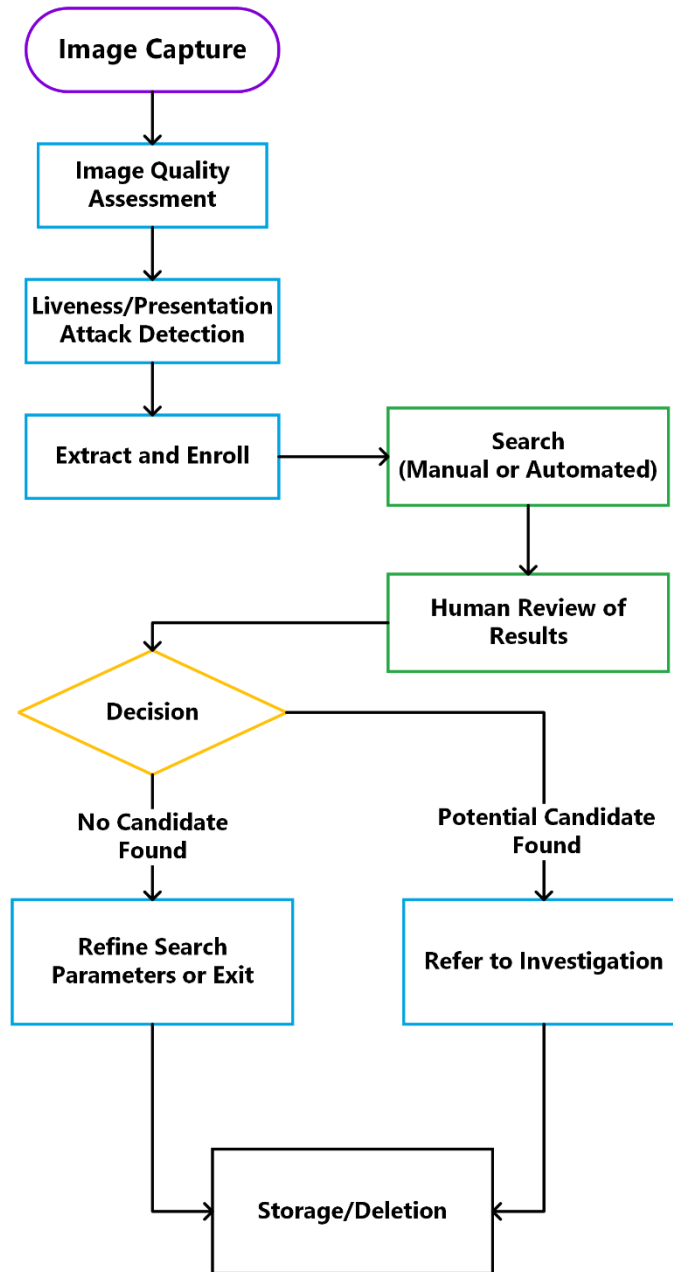 Image Capture
Image Quality
Assessment
Liveness/Presentation
Attack Detection
Extract and Enroll
Search
(Manual or Automated)
Human Review of
Results
Decision
No Candidate
Found
Potential Candidate
Found
Refine Search
Parameters or Exit
Refer to Investigation
Storage/Deletion